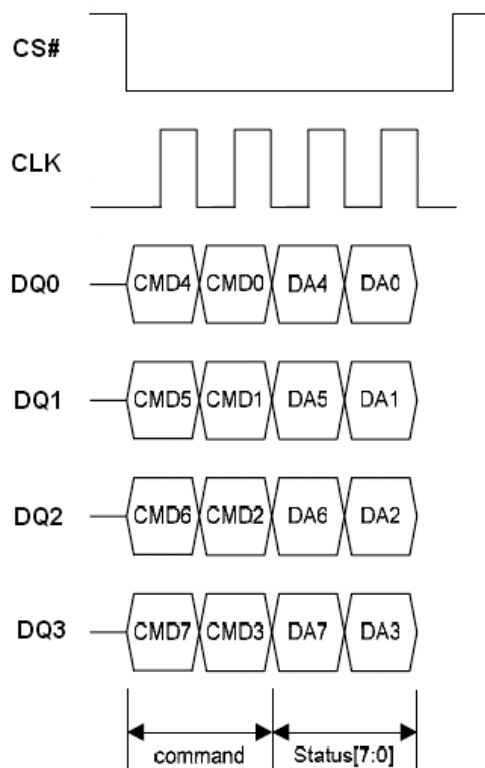 CS#
CLK
DQ0 CMD4 CMD0 DA4 DA0
DQ1 CMD5 CMD1 DA5 DA1
DQ2 CMD6 CMD2 DA6 DA2
DQ3 CMD7 CMD3 DA7 DA3
command Status[7:0]